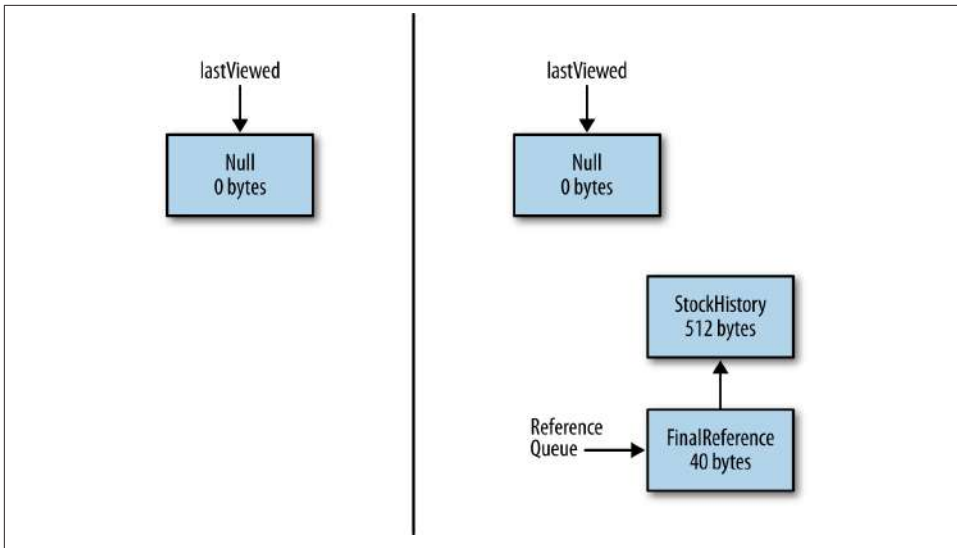 lastViewed
Null
0 bytes
lastViewed
Null
0 bytes
StockHistory
512 bytes
Reference
Queue
FinalReference
40 bytes